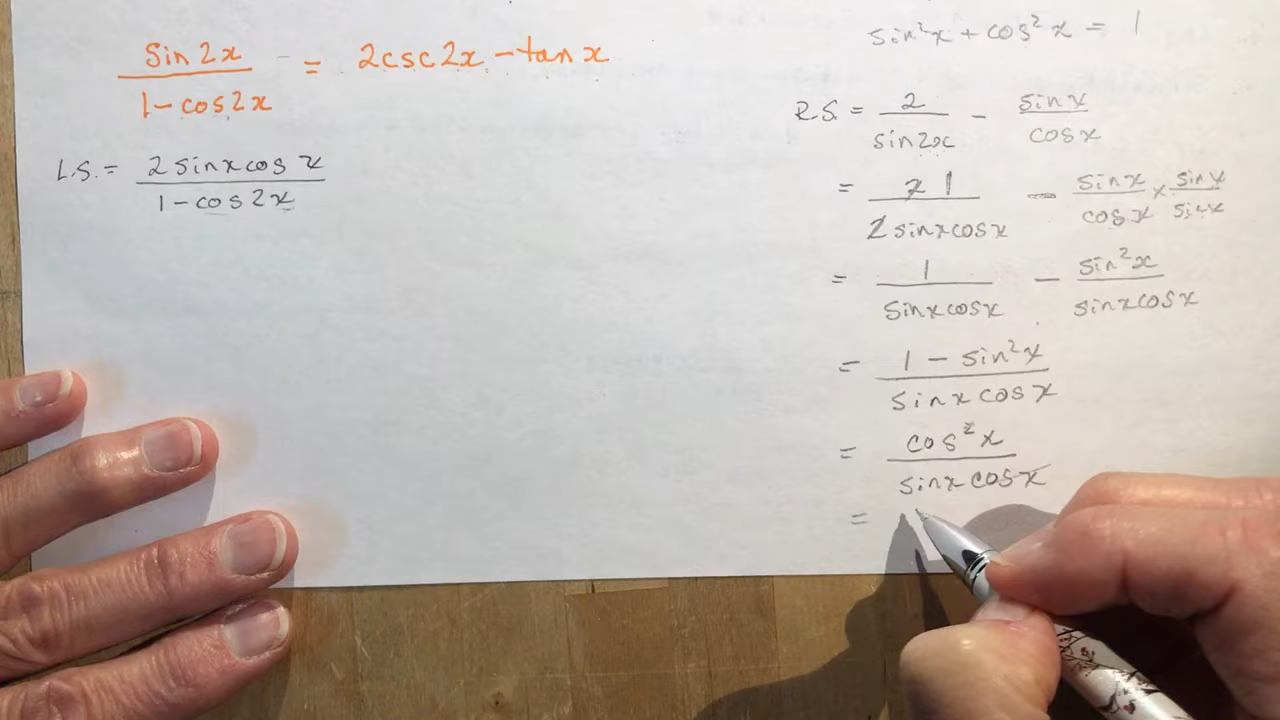 sin 2x / 1 - cos 2x = 2csc2x - tan x
L.S. = 2 sin x cos x / 1 - cos 2x
sin²x + cos²x = 1
R.S. = 2 / sin 2x - sin x / cos x
= 2 1 / 2 sin x cos x - sin x / cos x × sin x / sin x
= 1 / sin x cos x - sin²x / sin x cos x
= 1 - sin²x / sin x cos x
= cos²x / sin x cos x
=